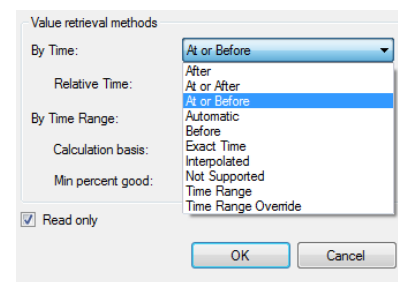 Value retrieval methods
By Time:
At or Before
After
At or After
At or Before
Automatic
Before
Exact Time
Interpolated
Not Supported
Time Range
Time Range Override
Relative Time:
By Time Range:
Calculation basis:
Min percent good:
Read only
OK
Cancel